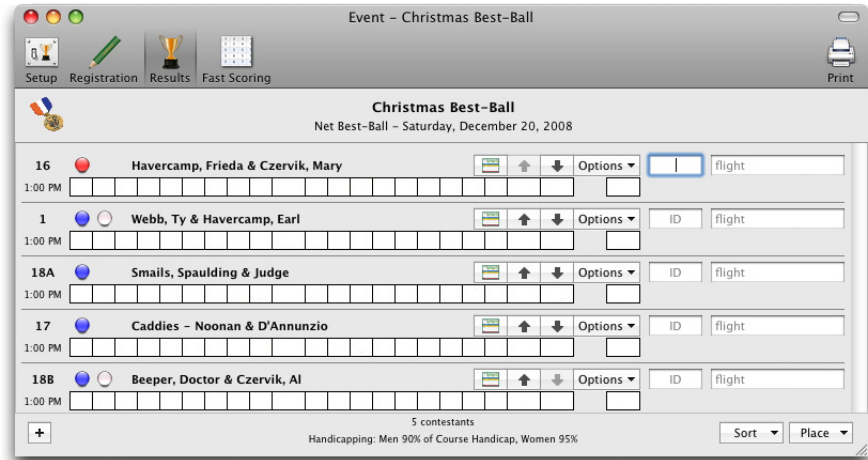 Event – Christmas Best-Ball
Setup Registration Results Fast Scoring Print
Christmas Best-Ball
Net Best-Ball – Saturday, December 20, 2008
16 Havercamp, Frieda & Czervik, Mary Options flight
1:00 PM
1 Webb, Ty & Havercamp, Earl Options ID flight
1:00 PM
18A Smails, Spaulding & Judge Options ID flight
1:00 PM
17 Caddies – Noonan & D'Annunzio Options ID flight
1:00 PM
18B Beeper, Doctor & Czervik, Al Options ID flight
1:00 PM
5 contestants
+ Handicapping: Men 90% of Course Handicap, Women 95% Sort Place